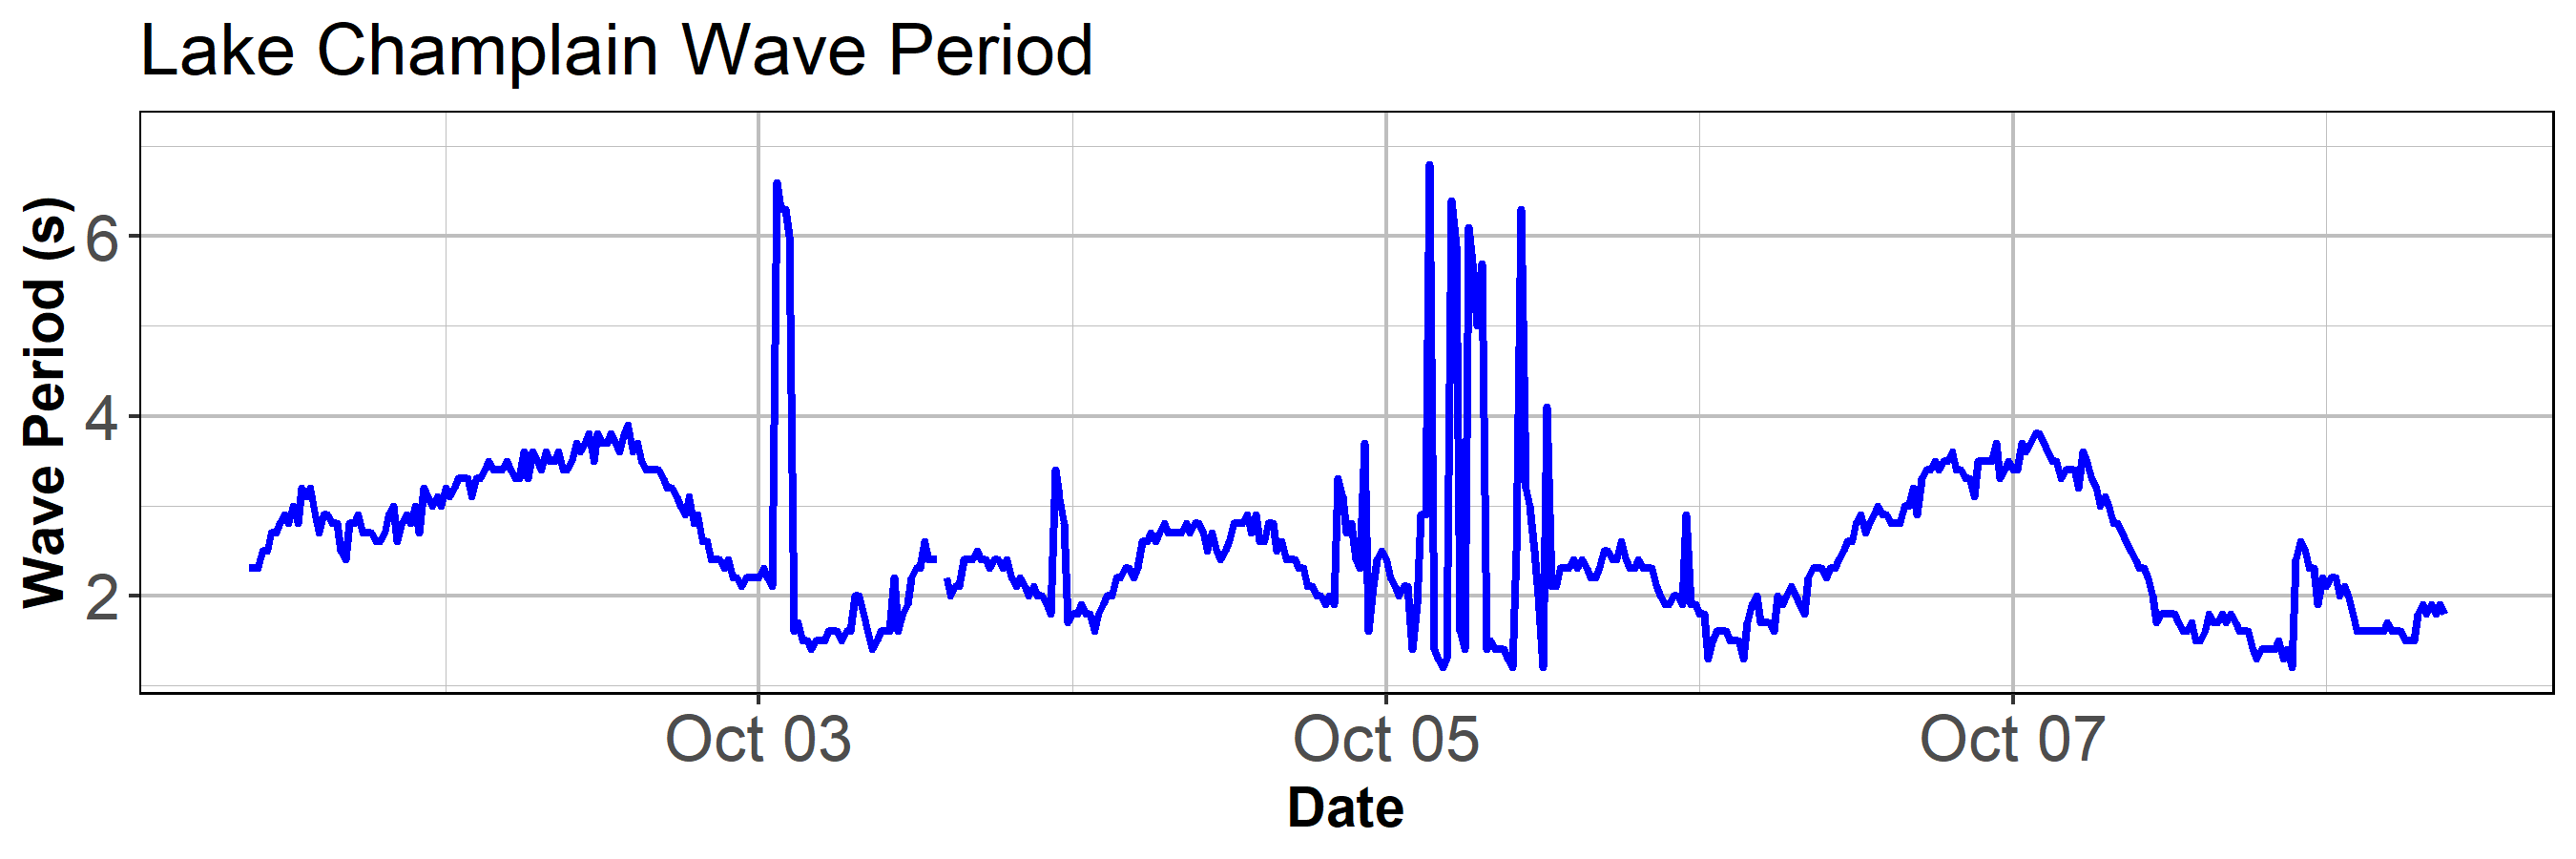 Lake Champlain Wave Period
Wave Period (s)
6
4
2
Oct 03
Oct 05
Oct 07
Date